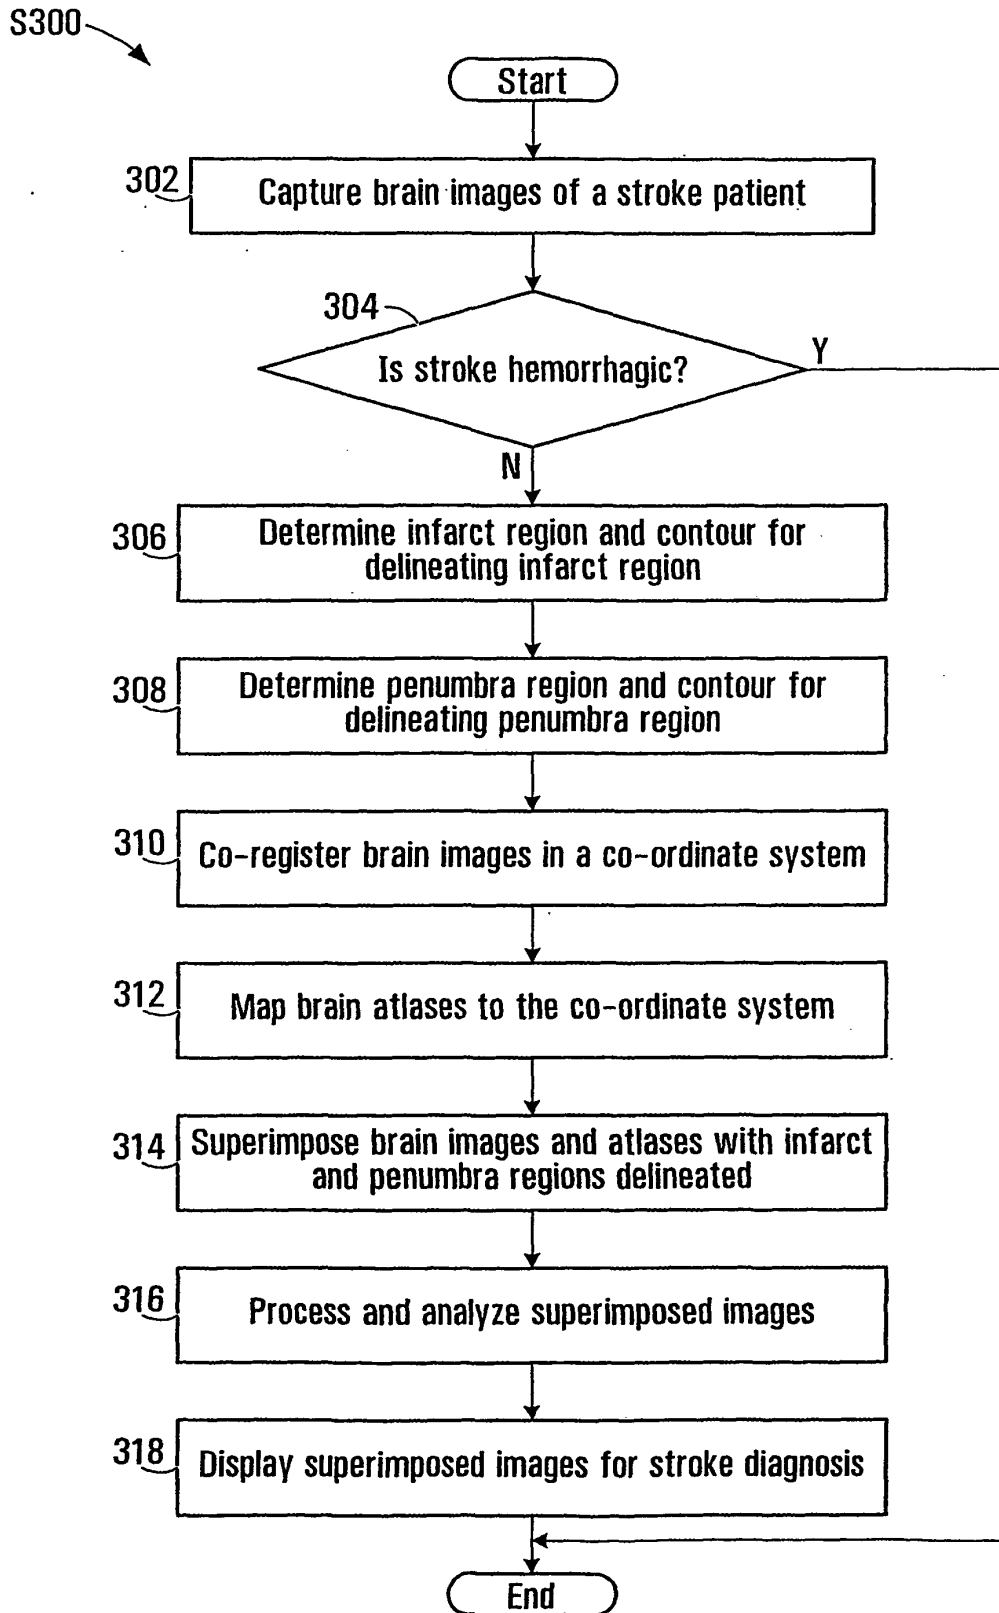 S300
Start
302
Capture brain images of a stroke patient
304
Is stroke hemorrhagic?
Y
N
306
Determine infarct region and contour for
delineating infarct region
308
Determine penumbra region and contour for
delineating penumbra region
310
Co-register brain images in a co-ordinate system
312
Map brain atlases to the co-ordinate system
314
Superimpose brain images and atlases with infarct
and penumbra regions delineated
316
Process and analyze superimposed images
318
Display superimposed images for stroke diagnosis
End